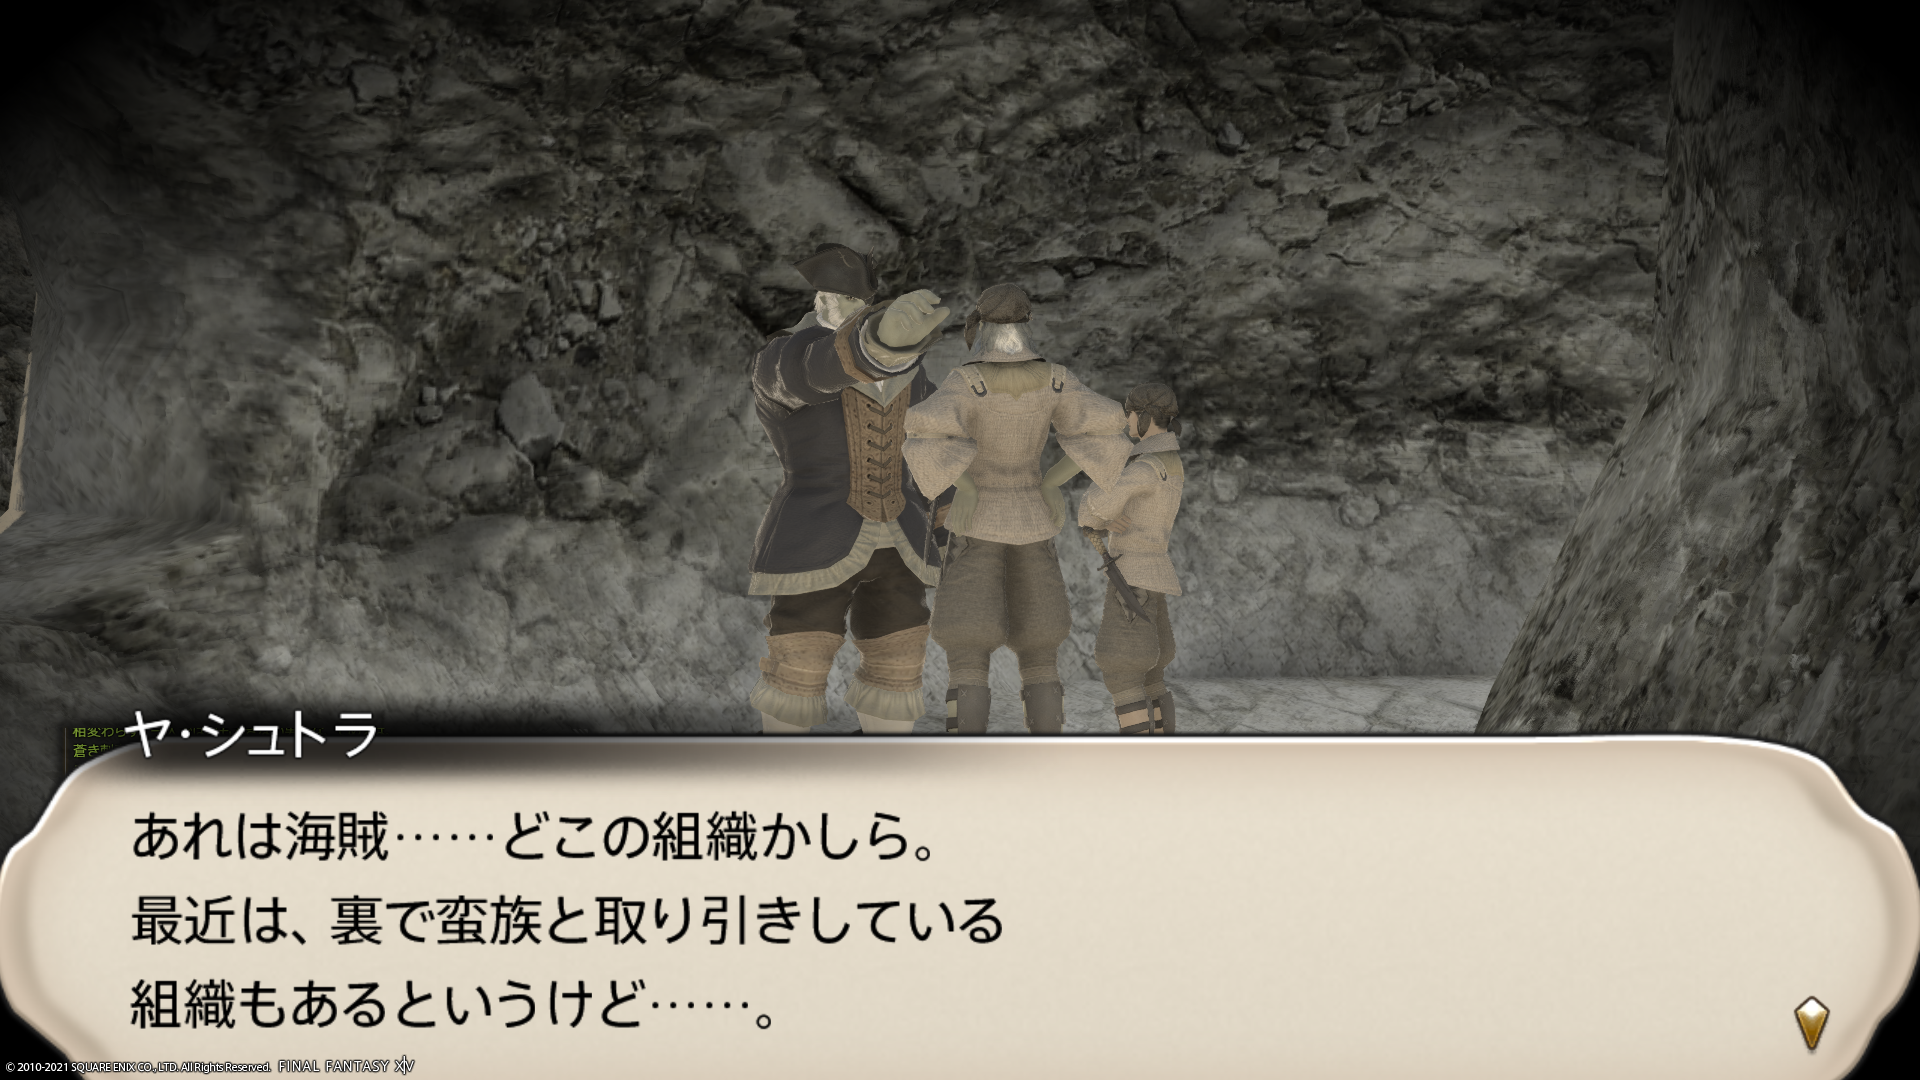 ヤ・シュトラ
あれは海賊……どこの組織かしら。
最近は、裏で蛮族と取り引きしている
組織もあるというけど……。
© 2010-2021 SQUARE ENIX CO., LTD. All Rights Reserved. FINAL FANTASY XIV